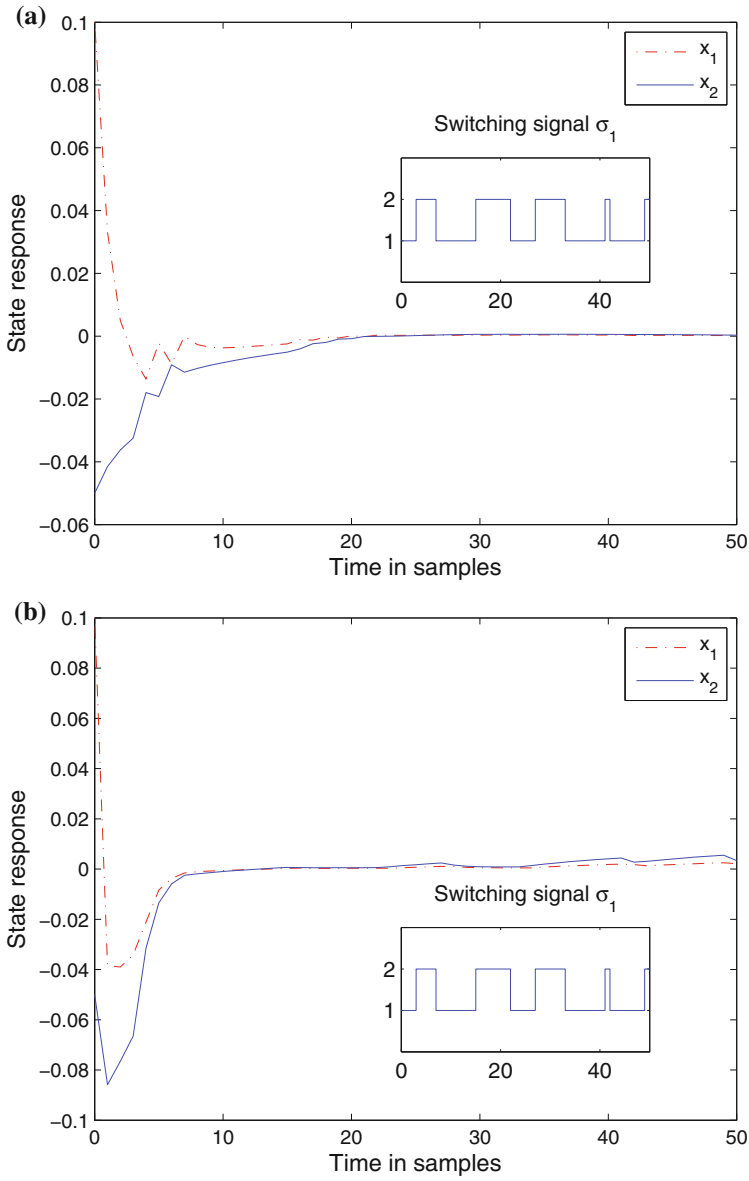 (a)
0.1
0.08
0.06
0.04
0.02
0
−0.02
−0.04
−0.06
State response
x1
x2
Switching signal σ1
2
1
0 20 40
0 10 20 30 40 50
Time in samples
(b)
0.1
0.08
0.06
0.04
0.02
0
−0.02
−0.04
−0.06
−0.08
−0.1
State response
x1
x2
Switching signal σ1
2
1
0 20 40
0 10 20 30 40 50
Time in samples